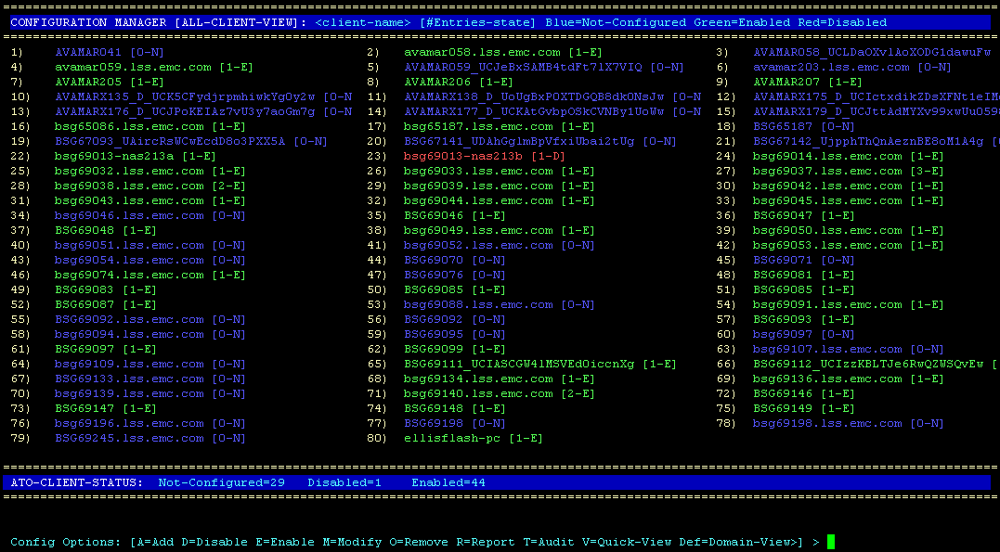 CONFIGURATION MANAGER [ALL-CLIENT-VIEW]: <client-name> [#Entries-state] Blue=Not-Configured Green=Enabled Red=Disabled
1) AVAMAR041 [0-N] 2) avamar058.lss.emc.com [1-E] 3) AVAMAR058_UCLDaOXvlAoXODG1dawuFw
4) avamar059.lss.emc.com [1-E] 5) AVAMAR059_UCJeBxSAMB4tdFt7lX7VIQ [0-N] 6) avamar203.lss.emc.com [0-N]
7) AVAMAR205 [1-E] 8) AVAMAR206 [1-E] 9) AVAMAR207 [1-E]
10) AVAMARX135_D_UCK5CFydjrpmhiwkYg0y2w [0-N 11) AVAMARX138_D_UoUgBxP0XTDGQB8dkONsJw [0-N 12) AVAMARX175_D_UCIctxdikZDsXFNt1eIM
13) AVAMARX176_D_UCJPoKEIAz7vU3y7aoGm7g [0-N 14) AVAMARX177_D_UCKAtGvbpOSkCVNBy1UoWw [0-N 15) AVAMARX179_D_UCJttAdMYXv99xwUu059
16) bsg65086.lss.emc.com [1-E] 17) bsg65187.lss.emc.com [1-E] 18) BSG65187 [0-N]
19) BSG67093_UAircRsWCwEcdD8o3PXX5A [0-N] 20) BSG67141_UDAhGglmBpVfxiUbai2tUg [0-N] 21) BSG67142_UjpphThQnAeznBE8oM1A4g [
22) bsg69013-nas213a [1-E] 23) bsg69013-nas213b [1-D] 24) bsg69014.lss.emc.com [1-E]
25) bsg69032.lss.emc.com [1-E] 26) bsg69033.lss.emc.com [1-E] 27) bsg69037.lss.emc.com [3-E]
28) bsg69038.lss.emc.com [2-E] 29) bsg69039.lss.emc.com [1-E] 30) bsg69042.lss.emc.com [1-E]
31) bsg69043.lss.emc.com [1-E] 32) bsg69044.lss.emc.com [1-E] 33) bsg69045.lss.emc.com [1-E]
34) bsg69046.lss.emc.com [0-N] 35) BSG69046 [1-E] 36) BSG69047 [1-E]
37) BSG69048 [1-E] 38) bsg69049.lss.emc.com [1-E] 39) bsg69050.lss.emc.com [1-E]
40) bsg69051.lss.emc.com [0-N] 41) bsg69052.lss.emc.com [0-N] 42) bsg69053.lss.emc.com [1-E]
43) bsg69054.lss.emc.com [0-N] 44) BSG69070 [0-N] 45) BSG69071 [0-N]
46) bsg69074.lss.emc.com [1-E] 47) BSG69076 [0-N] 48) BSG69081 [1-E]
49) BSG69083 [1-E] 50) BSG69085 [1-E] 51) BSG69085 [1-E]
52) BSG69087 [1-E] 53) bsg69088.lss.emc.com [0-N] 54) bsg69091.lss.emc.com [1-E]
55) BSG69092.lss.emc.com [0-N] 56) BSG69092 [0-N] 57) BSG69093 [1-E]
58) bsg69094.lss.emc.com [0-N] 59) BSG69095 [0-N] 60) bsg69097 [0-N]
61) BSG69097 [1-E] 62) BSG69099 [1-E] 63) bsg69107.lss.emc.com [0-N]
64) bsg69109.lss.emc.com [0-N] 65) BSG69111_UCIASCGW4lMSVEd0iccnXg [1-E] 66) BSG69112_UCIzzKBLTJe6RwQZWSQvEw [
67) BSG69133.lss.emc.com [0-N] 68) bsg69134.lss.emc.com [1-E] 69) bsg69136.lss.emc.com [1-E]
70) bsg69139.lss.emc.com [0-N] 71) bsg69140.lss.emc.com [2-E] 72) BSG69146 [1-E]
73) BSG69147 [1-E] 74) BSG69148 [1-E] 75) BSG69149 [1-E]
76) bsg69196.lss.emc.com [0-N] 77) BSG69198 [0-N] 78) bsg69198.lss.emc.com [0-N]
79) BSG69245.lss.emc.com [0-N] 80) ellisflash-pc [1-E]
ATO-CLIENT-STATUS: Not-Configured=29 Disabled=1 Enabled=44
Config Options: [A=Add D=Disable E=Enable M=Modify O=Remove R=Report T=Audit V=Quick-View Def=Domain-View>] >